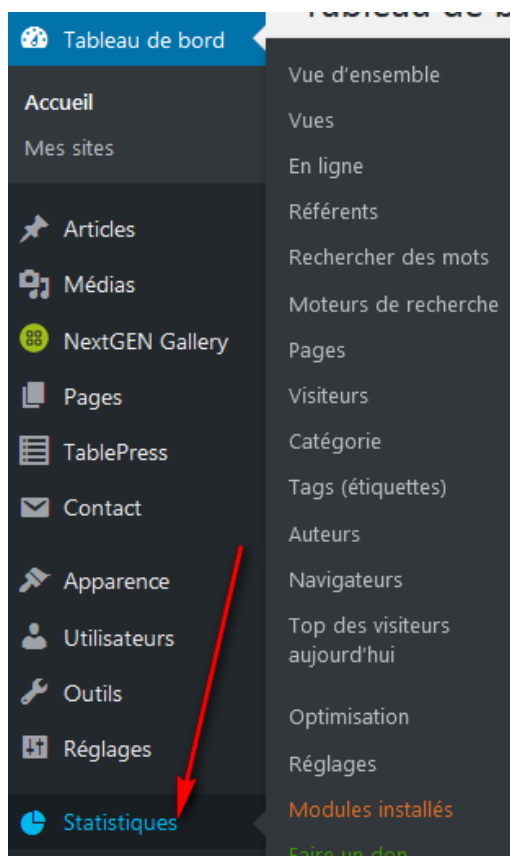 Tableau de bord
Accueil
Mes sites
Articles
Médias
NextGEN Gallery
Pages
TablePress
Contact
Apparence
Utilisateurs
Outils
Réglages
Statistiques
Tableau de b
Vue d'ensemble
Vues
En ligne
Référents
Rechercher des mots
Moteurs de recherche
Pages
Visiteurs
Catégorie
Tags (étiquettes)
Auteurs
Navigateurs
Top des visiteurs
aujourd'hui
Optimisation
Réglages
Modules installés
Faire un don